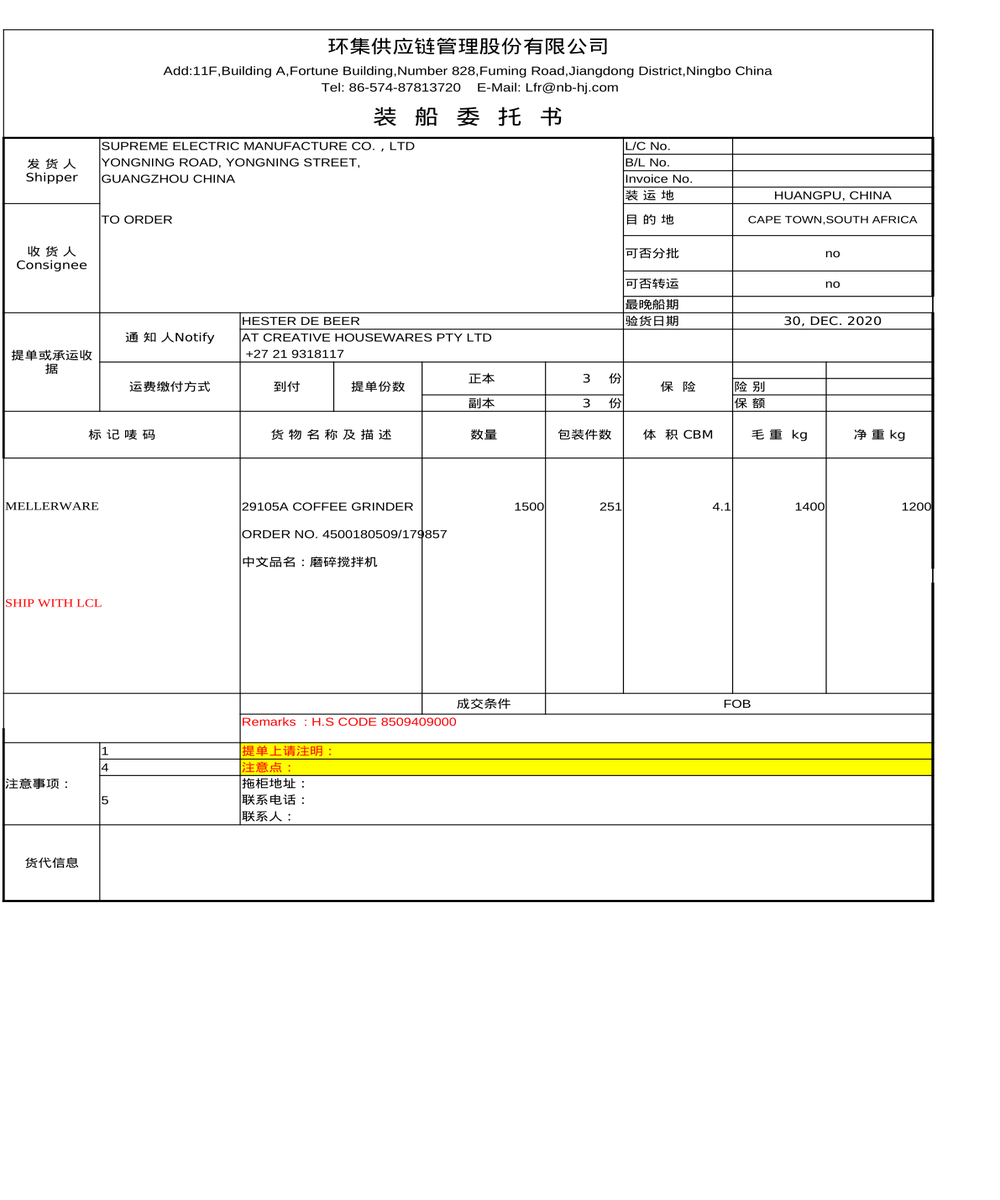 环集供应链管理股份有限公司
Add:11F,Building A,Fortune Building,Number 828,Fuming Road,Jiangdong District,Ningbo China
Tel: 86-574-87813720    E-Mail: Lfr@nb-hj.com
装 船 委 托 书
发 货 人
Shipper
SUPREME ELECTRIC MANUFACTURE CO. , LTD
YONGNING ROAD, YONGNING STREET,
GUANGZHOU CHINA
L/C No.
B/L No.
Invoice No.
装 运 地 HUANGPU, CHINA
收 货 人
Consignee
TO ORDER
目 的 地 CAPE TOWN,SOUTH AFRICA
可否分批 no
可否转运 no
最晚船期
提单或承运收
据
通 知 人Notify
HESTER DE BEER
AT CREATIVE HOUSEWARES PTY LTD
+27 21 9318117
验货日期 30, DEC. 2020
运费缴付方式 到付 提单份数
正本 3 份
副本 3 份
保 险
险 别
保 额
标 记 唛 码 货 物 名 称 及 描 述 数量 包装件数 体 积 CBM 毛 重 kg 净 重 kg
MELLERWARE 29105A COFFEE GRINDER 1500 251 4.1 1400 1200
ORDER NO. 4500180509/179857
中文品名：磨碎搅拌机
SHIP WITH LCL
成交条件 FOB
Remarks : H.S CODE 8509409000
注意事项：
1 提单上请注明：
4 注意点：
5
拖柜地址：
联系电话：
联系人：
货代信息